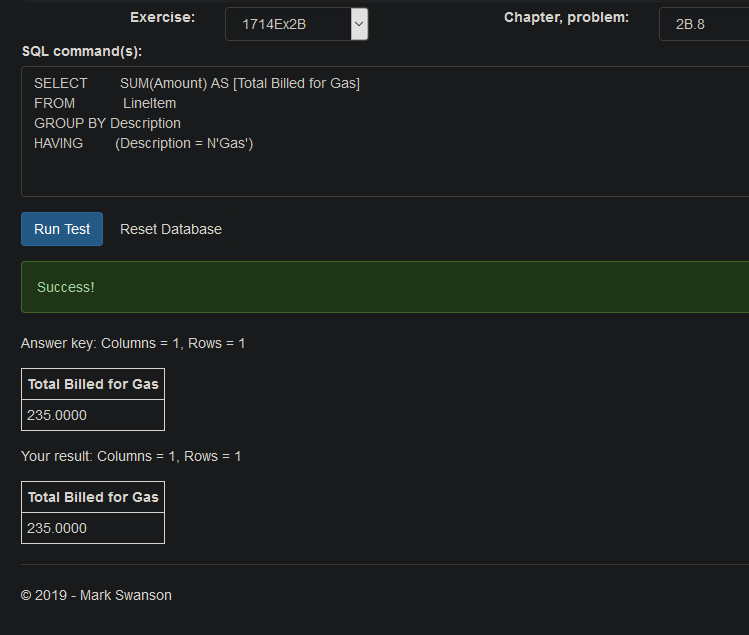 Exercise: 1714Ex2B Chapter, problem: 2B.8
SQL command(s):
SELECT SUM(Amount) AS [Total Billed for Gas]
FROM LineItem
GROUP BY Description
HAVING (Description = N'Gas')
Run Test Reset Database
Success!
Answer key: Columns = 1, Rows = 1
Total Billed for Gas
235.0000
Your result: Columns = 1, Rows = 1
Total Billed for Gas
235.0000
© 2019 - Mark Swanson